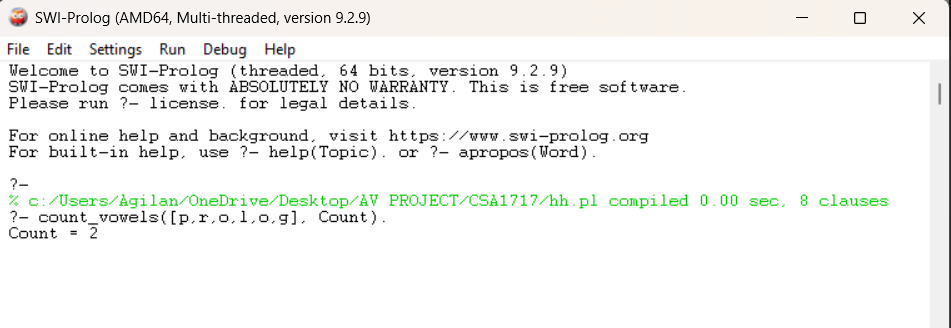 SWI-Prolog (AMD64, Multi-threaded, version 9.2.9)
File Edit Settings Run Debug Help
Welcome to SWI-Prolog (threaded, 64 bits, version 9.2.9)
SWI-Prolog comes with ABSOLUTELY NO WARRANTY. This is free software.
Please run ?- license. for legal details.
For online help and background, visit https://www.swi-prolog.org
For built-in help, use ?- help(Topic). or ?- apropos(Word).
?-
% c:/Users/Agilan/OneDrive/Desktop/AV PROJECT/CSA1717/hh.pl compiled 0.00 sec, 8 clauses
?- count_vowels([p,r,o,l,o,g], Count).
Count = 2